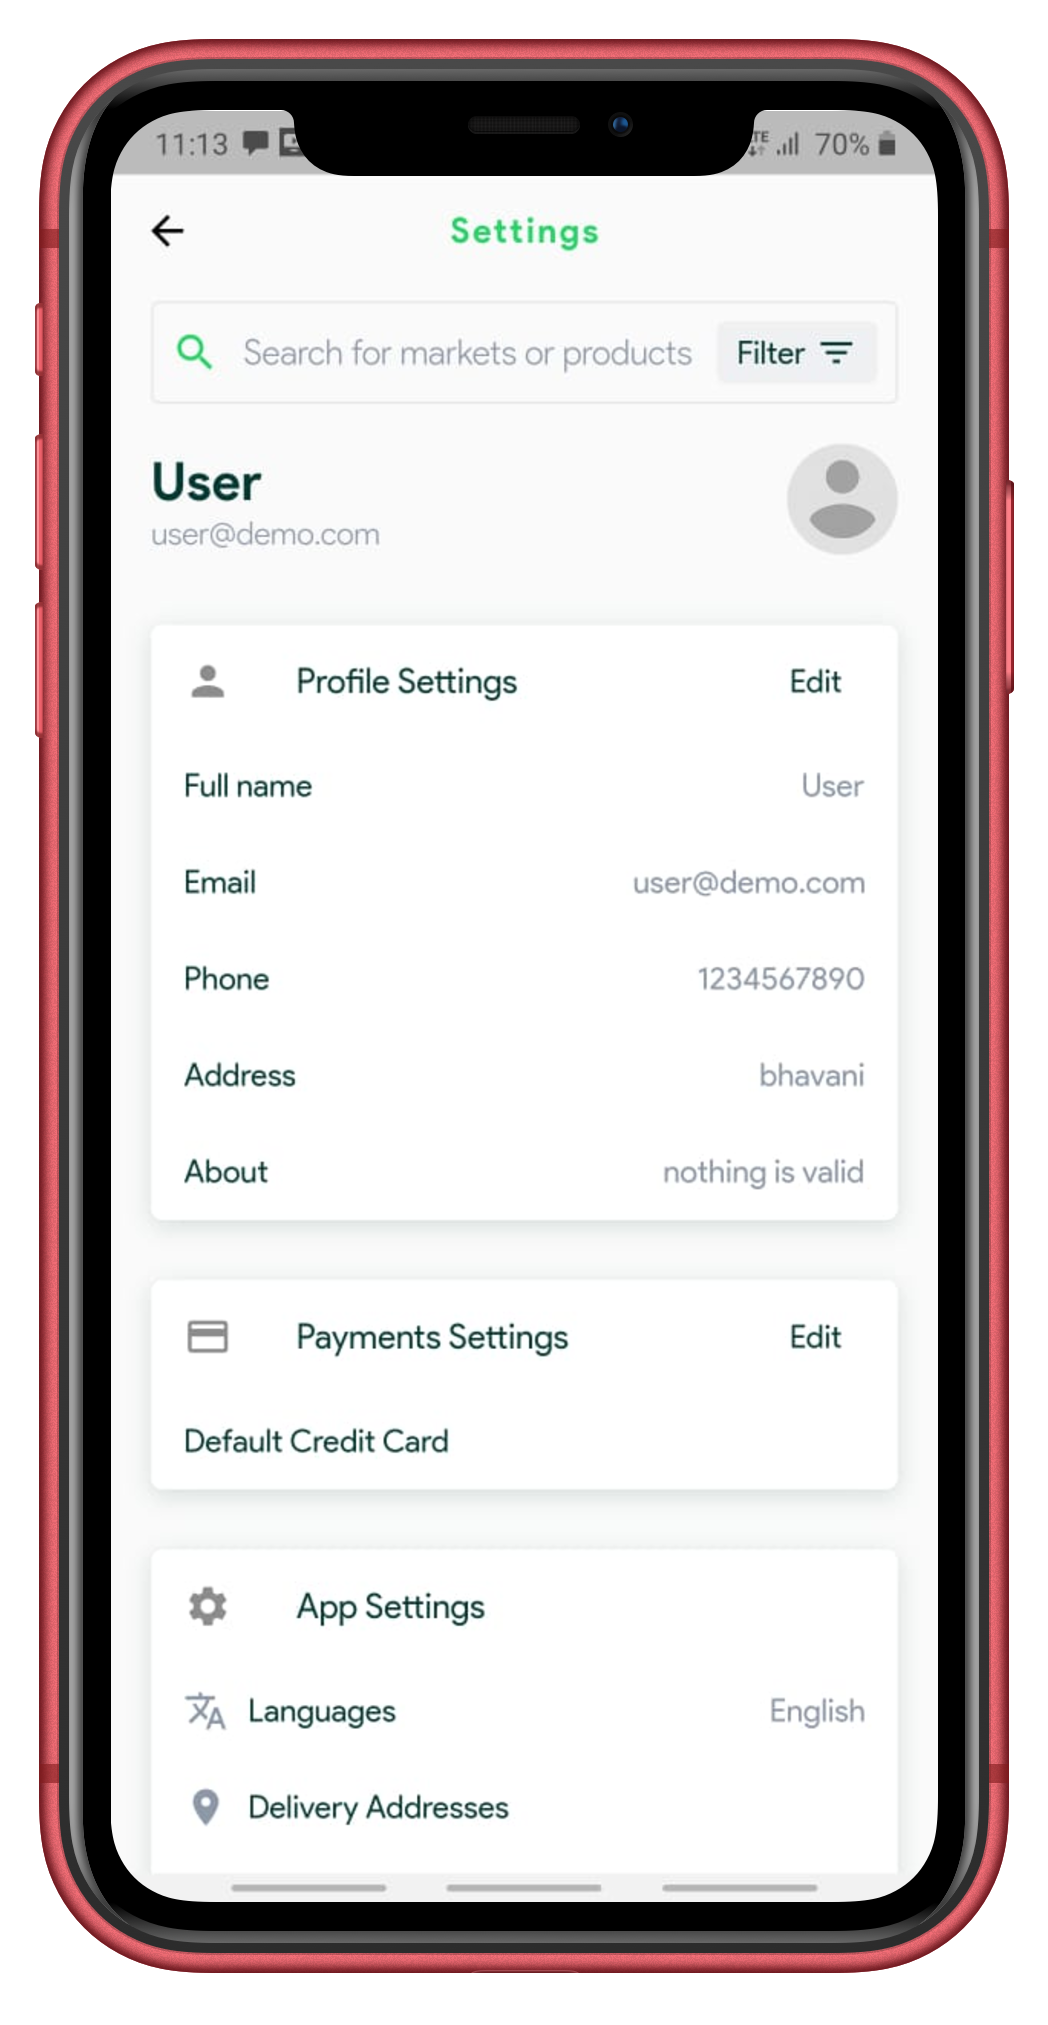 11:13 70%
Settings
Search for markets or products Filter
User
user@demo.com
Profile Settings Edit
Full name User
Email user@demo.com
Phone 1234567890
Address bhavani
About nothing is valid
Payments Settings Edit
Default Credit Card
App Settings
Languages English
Delivery Addresses